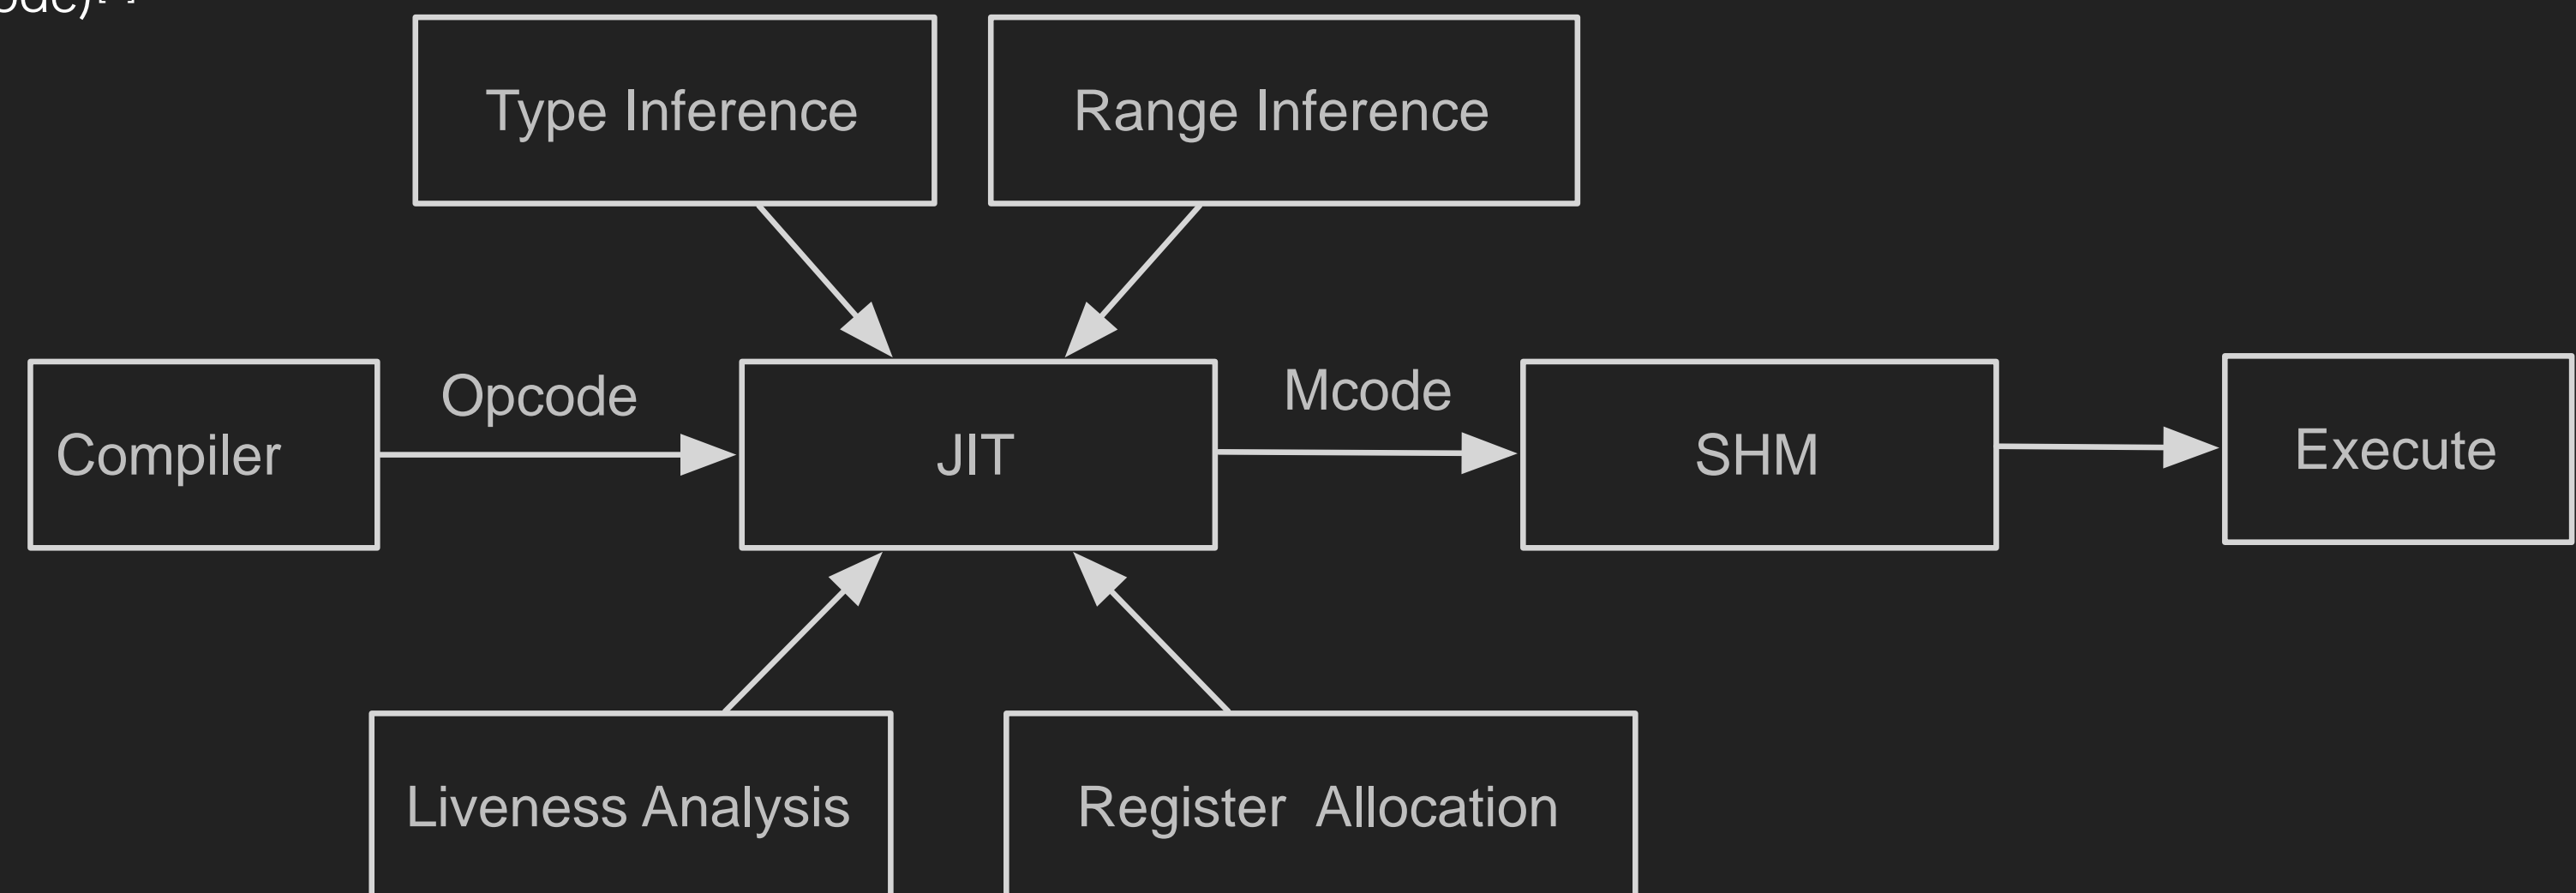 Type Inference
Range Inference
Opcode
Mcode
Compiler
JIT
SHM
Execute
Liveness Analysis
Register  Allocation